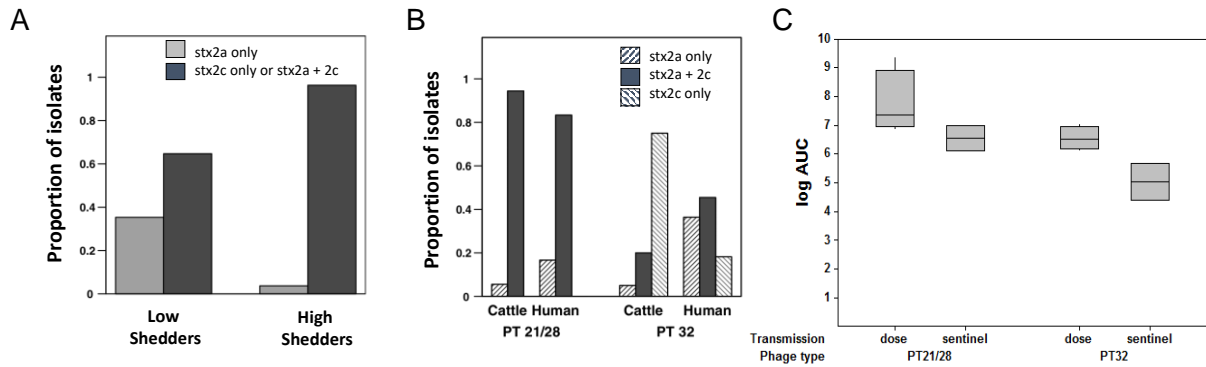 A
Proportion of isolates
1
0.8
0.6
0.4
0.2
0
stx2a only
stx2c only or stx2a + 2c
Low
Shedders
High
Shedders
B
Proportion of isolates
1
0.8
0.6
0.4
0.2
0
stx2a only
stx2a + 2c
stx2c only
Cattle Human Cattle Human
PT 21/28 PT 32
C
log AUC
10
9
8
7
6
5
4
3
2
1
Transmission dose sentinel dose sentinel
Phage type PT21/28 PT32